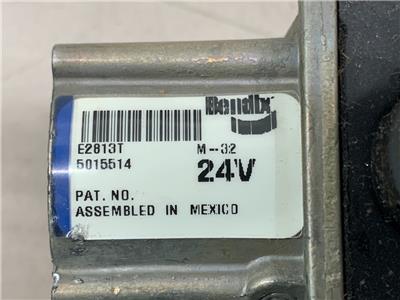 Bendix
E2813T M-32
5015514 24V
PAT. NO.
ASSEMBLED IN MEXICO